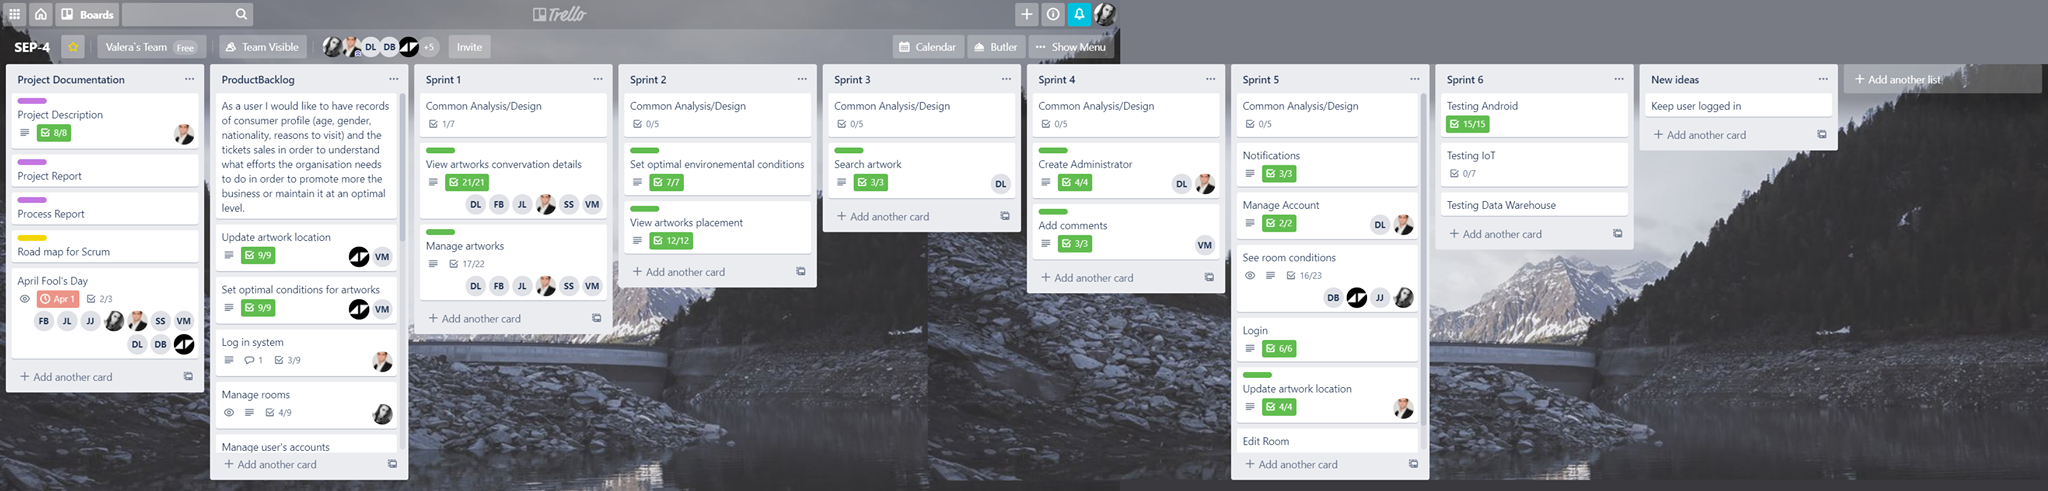 Boards
Trello
SEP-4
Valera's Team Free
Team Visible
DL DB +5
Invite
Calendar
Butler
Show Menu
Project Documentation
Project Description
8/8
Project Report
Process Report
Road map for Scrum
April Fool's Day
Apr 1 2/3
FB JL JJ SS VM
DL DB
+ Add another card
ProductBacklog
As a user I would like to have records
of consumer profile (age, gender,
nationality, reasons to visit) and the
tickets sales in order to understand
what efforts the organisation needs
to do in order to promote more the
business or maintain it at an optimal
level.
Update artwork location
9/9
VM
Set optimal conditions for artworks
9/9
VM
Log in system
1 3/9
Manage rooms
4/9
Manage user's accounts
+ Add another card
Sprint 1
Common Analysis/Design
1/7
View artworks convervation details
21/21
DL FB JL SS VM
Manage artworks
17/22
DL FB JL SS VM
+ Add another card
Sprint 2
Common Analysis/Design
0/5
Set optimal environemental conditions
7/7
View artworks placement
12/12
+ Add another card
Sprint 3
Common Analysis/Design
0/5
Search artwork
3/3
DL
+ Add another card
Sprint 4
Common Analysis/Design
0/5
Create Administrator
4/4
DL
Add comments
3/3
VM
+ Add another card
Sprint 5
Common Analysis/Design
0/5
Notifications
3/3
Manage Account
2/2
DL
See room conditions
16/23
DB JJ
Login
6/6
Update artwork location
4/4
Edit Room
+ Add another card
Sprint 6
Testing Android
15/15
Testing IoT
0/7
Testing Data Warehouse
+ Add another card
New ideas
Keep user logged in
+ Add another card
+ Add another list